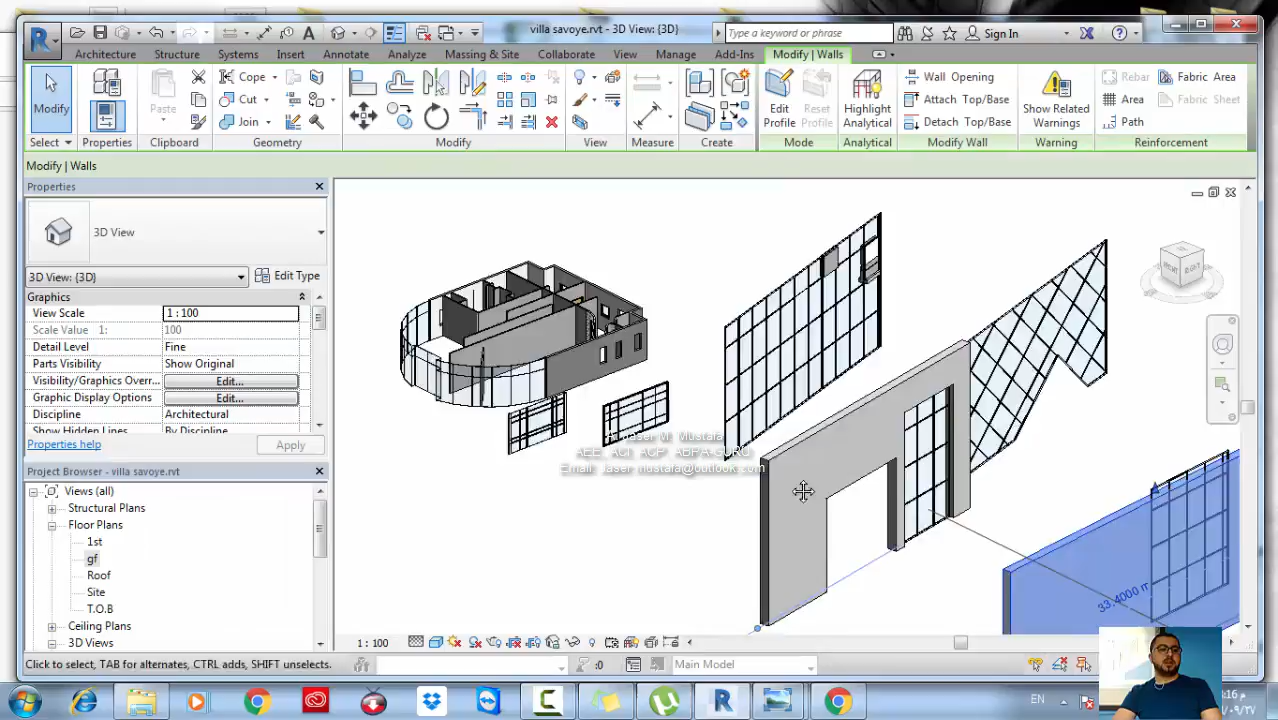 villa savoye.rvt - 3D View: {3D}
Type a keyword or phrase
Sign In
Architecture Structure Systems Insert Annotate Analyze Massing & Site Collaborate View Manage Add-Ins Modify | Walls
Modify
Properties
Paste
Cope
Cut
Join
Edit Profile
Reset Profile
Highlight Analytical
Wall Opening
Attach Top/Base
Detach Top/Base
Show Related Warnings
Rebar
Area
Path
Fabric Area
Fabric Sheet
Select Properties Clipboard Geometry Modify View Measure Create Mode Analytical Modify Wall Warning Reinforcement
Modify | Walls
Properties
3D View
3D View: {3D}
Edit Type
Graphics
View Scale 1 : 100
Scale Value 1: 100
Detail Level Fine
Parts Visibility Show Original
Visibility/Graphics Overr... Edit...
Graphic Display Options Edit...
Discipline Architectural
Show Hidden Lines By Discipline
Properties help
Apply
Project Browser - villa savoye.rvt
Views (all)
Structural Plans
Floor Plans
1st
gf
Roof
Site
T.O.B
Ceiling Plans
3D Views
RIGHT
33.4000 m
AEE, ACI, ACP, ABPA GURU
1 : 100
Click to select, TAB for alternates, CTRL adds, SHIFT unselects.
:0
Main Model
EN